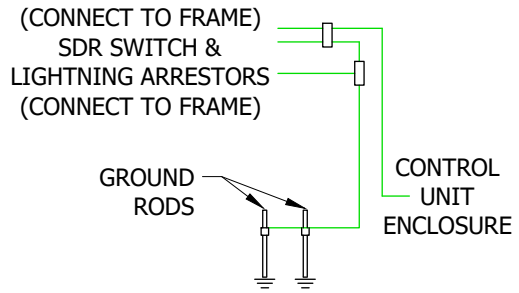 (CONNECT TO FRAME)
SDR SWITCH &
LIGHTNING ARRESTORS
(CONNECT TO FRAME)
GROUND
RODS
CONTROL
UNIT
ENCLOSURE